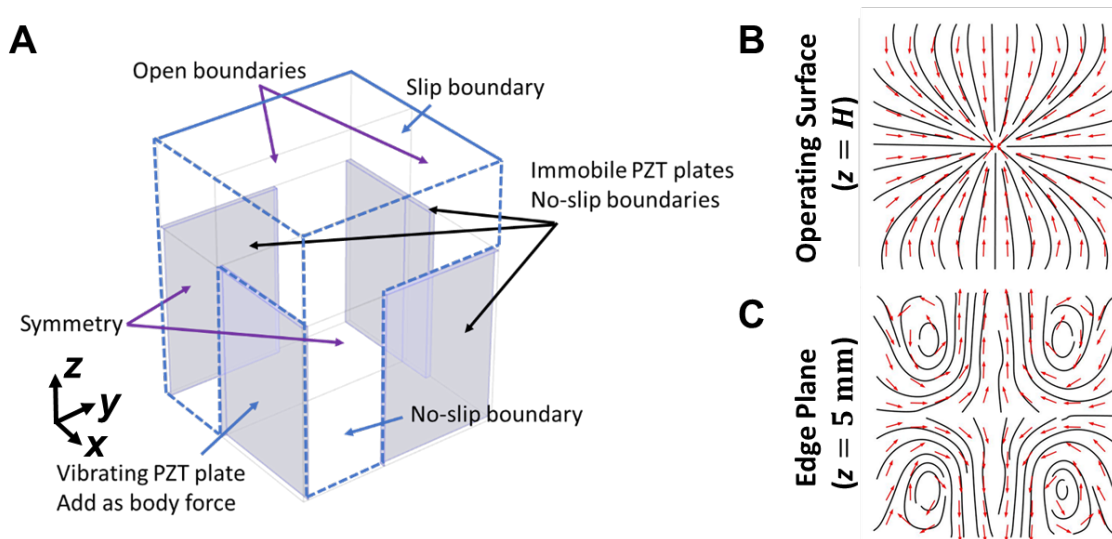 A
Open boundaries
Slip boundary
Immobile PZT plates
No-slip boundaries
Symmetry
z
y
x
No-slip boundary
Vibrating PZT plate
Add as body force
B
Operating Surface
(z = H)
C
Edge Plane
(z = 5 mm)